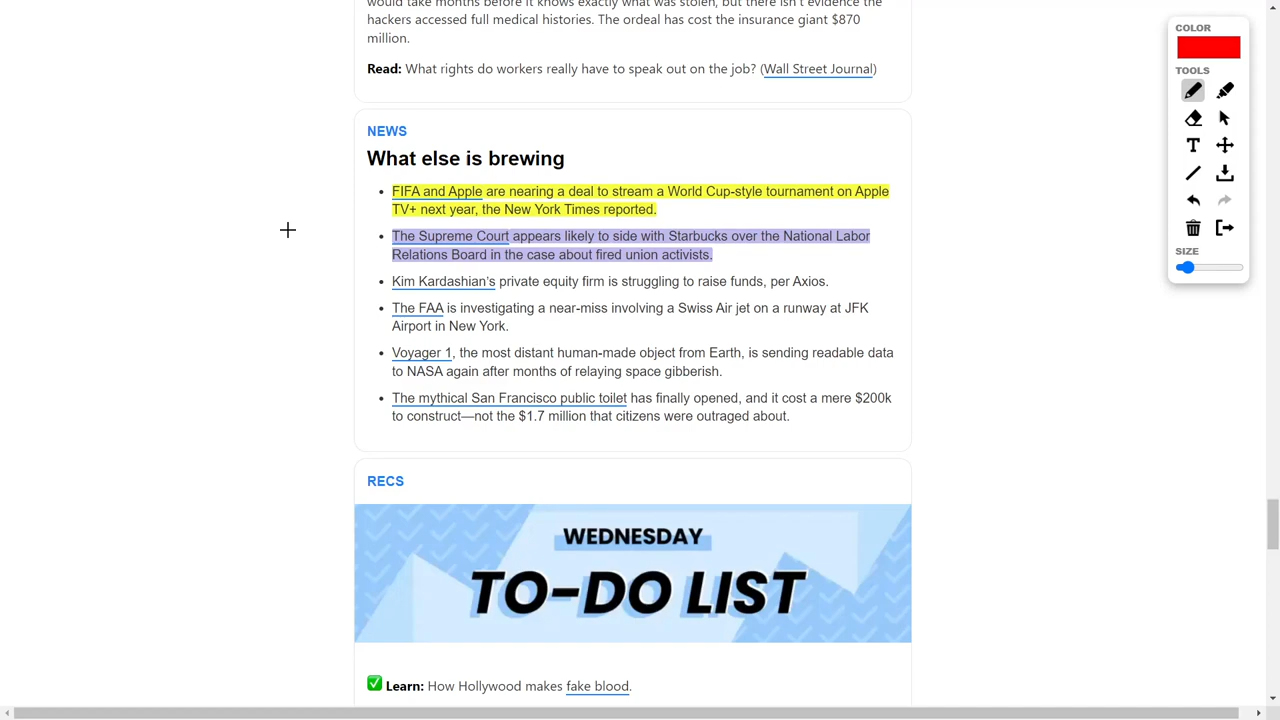 would take months before it knows exactly what was stolen, but there isn't evidence the
hackers accessed full medical histories. The ordeal has cost the insurance giant $870
million.
Read: What rights do workers really have to speak out on the job? (Wall Street Journal)
NEWS
What else is brewing
• FIFA and Apple are nearing a deal to stream a World Cup-style tournament on Apple
TV+ next year, the New York Times reported.
• The Supreme Court appears likely to side with Starbucks over the National Labor
Relations Board in the case about fired union activists.
• Kim Kardashian's private equity firm is struggling to raise funds, per Axios.
• The FAA is investigating a near-miss involving a Swiss Air jet on a runway at JFK
Airport in New York.
• Voyager 1, the most distant human-made object from Earth, is sending readable data
to NASA again after months of relaying space gibberish.
• The mythical San Francisco public toilet has finally opened, and it cost a mere $200k
to construct—not the $1.7 million that citizens were outraged about.
RECS
WEDNESDAY
TO-DO LIST
✅ Learn: How Hollywood makes fake blood.
COLOR
TOOLS
T
SIZE